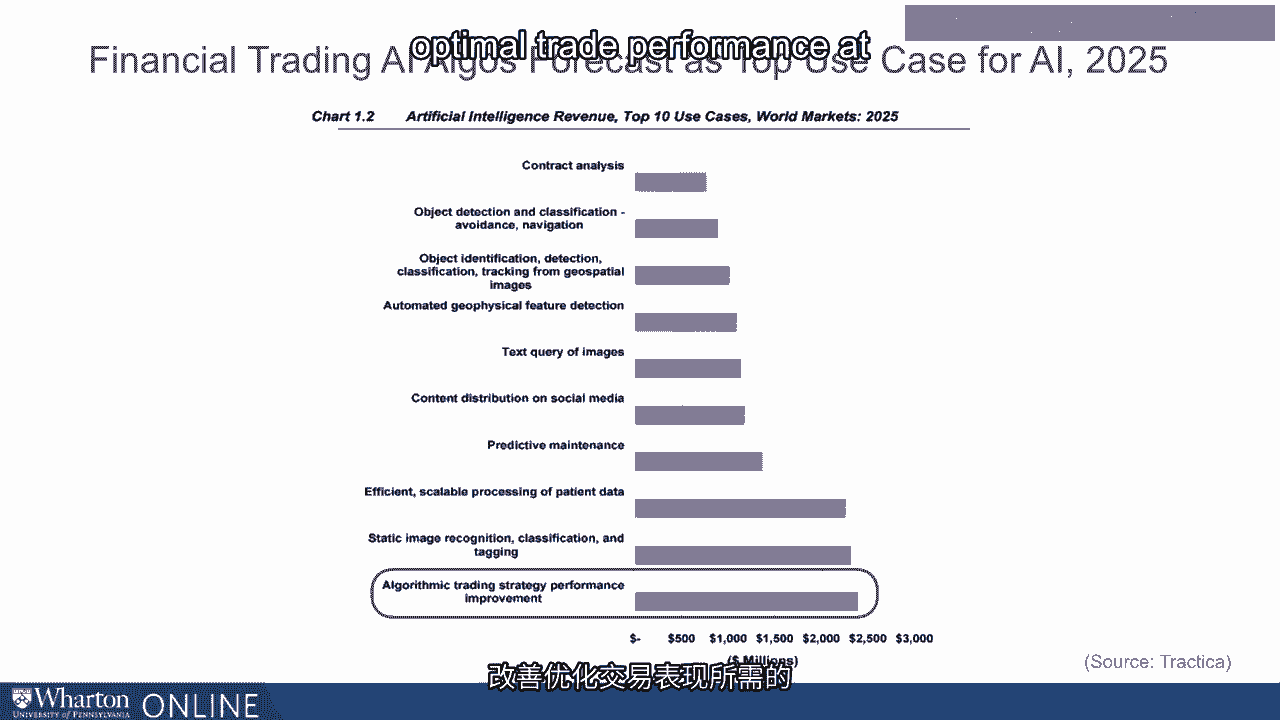 optimal trade performance at
Financial Trading AI Algos Forecast as Top Use Case for AI, 2025
Chart 1.2 Artificial Intelligence Revenue, Top 10 Use Cases, World Markets: 2025
Contract analysis
Object detection and classification -
avoidance, navigation
Object identification, detection,
classification, tracking from geospatial
images
Automated geophysical feature detection
Text query of images
Content distribution on social media
Predictive maintenance
Efficient, scalable processing of patient data
Static image recognition, classification, and
tagging
Algorithmic trading strategy performance
improvement
$- $500 $1,000 $1,500 $2,000 $2,500 $3,000
($ Millions)
(Source: Tractica)
改善优化交易表现所需的
Wharton
UNIVERSITY of PENNSYLVANIA
ONLINE